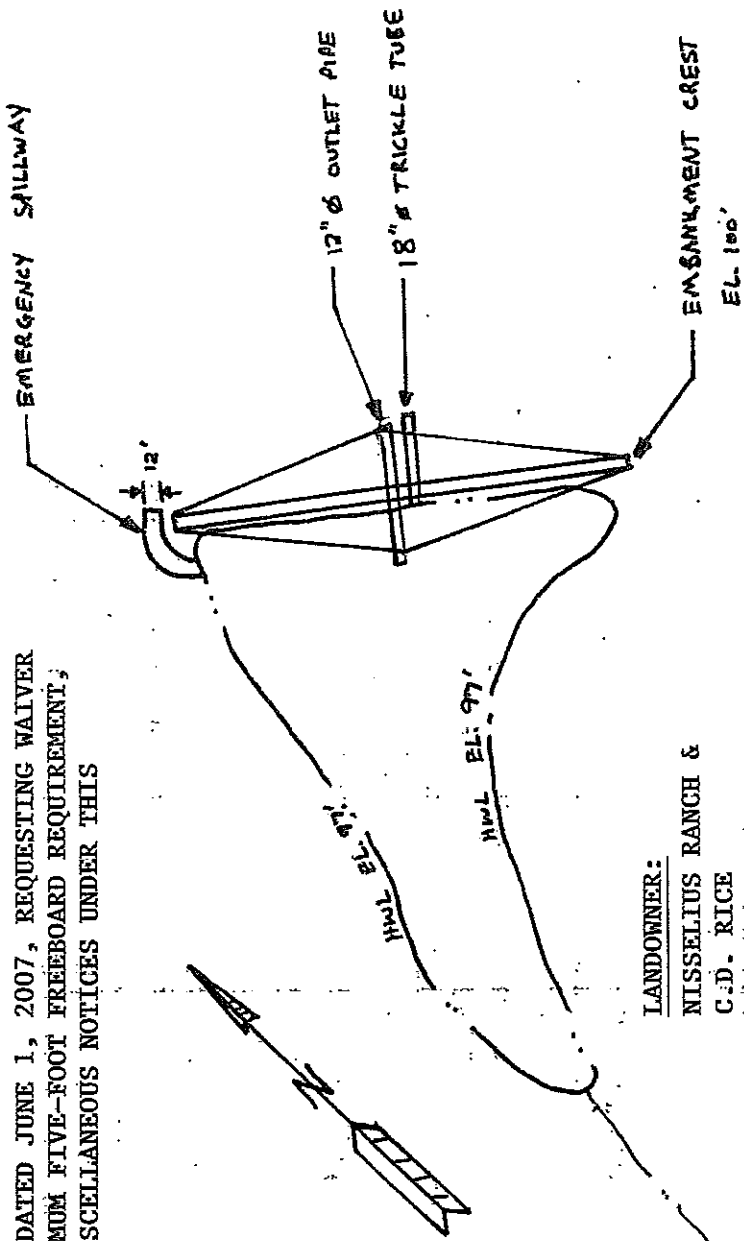 DATED JUNE 1, 2007, REQUESTING WAIVER
MUM FIVE-FOOT FREEBOARD REQUIREMENT;
SCELLANEOUS NOTICES UNDER THIS
EMERGENCY SPILLWAY
12'
12" Ø OUTLET PIPE
18" Ø TRICKLE TUBE
EMBANKMENT CREST
EL. 100'
HWL EL. 97'
HWL EL. 97'
N
LANDOWNER:
NISSELIUS RANCH &
C.D. RICE